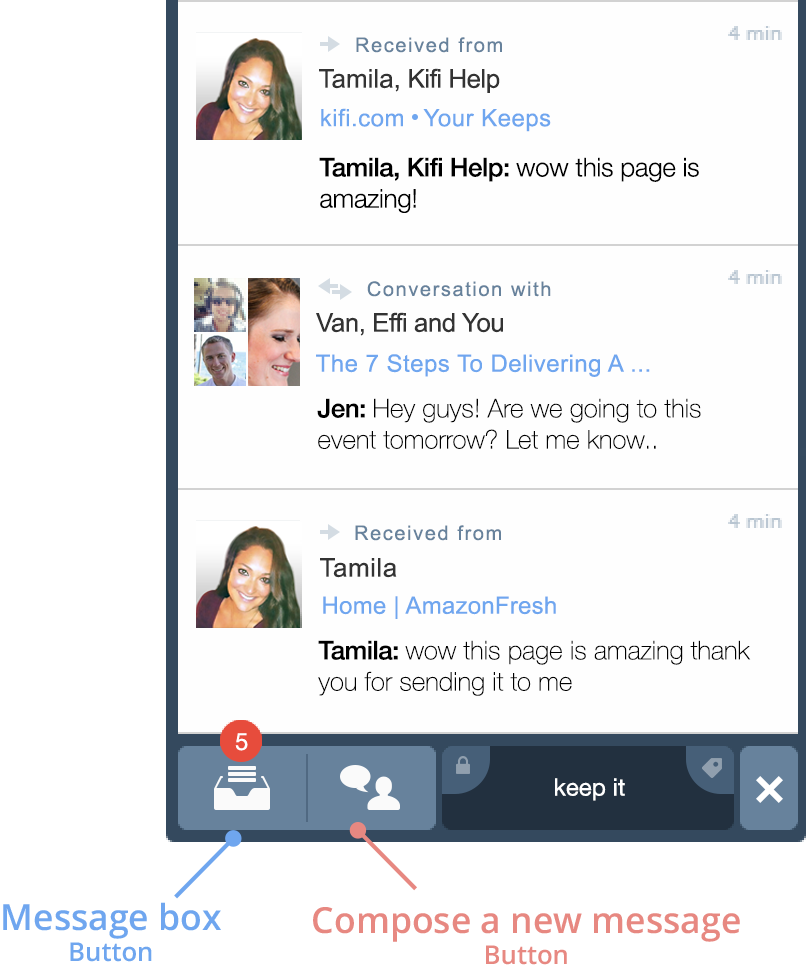 Received from
4 min
Tamila, Kifi Help
kifi.com • Your Keeps
Tamila, Kifi Help: wow this page is
amazing!
Conversation with
4 min
Van, Effi and You
The 7 Steps To Delivering A ...
Jen: Hey guys! Are we going to this
event tomorrow? Let me know..
Received from
4 min
Tamila
Home | AmazonFresh
Tamila: wow this page is amazing thank
you for sending it to me
5
keep it
Message box
Button
Compose a new message
Button